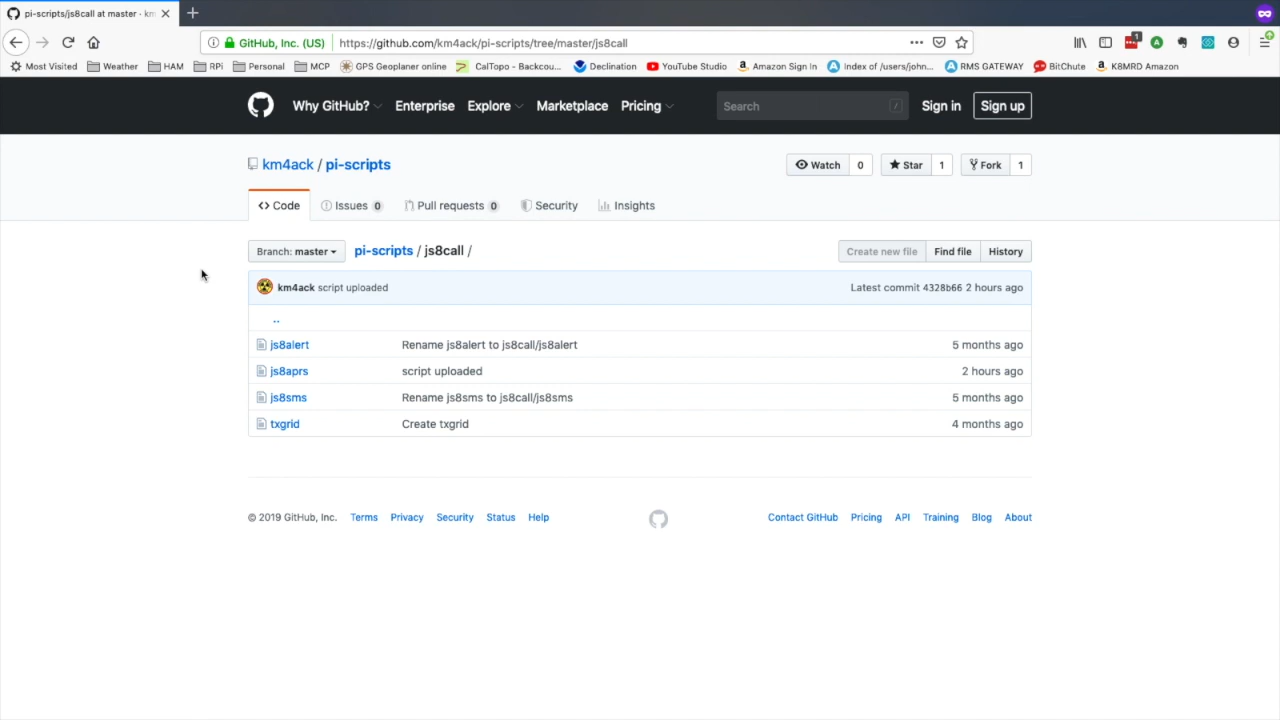 pi-scripts/js8call at master · km
GitHub, Inc. (US) https://github.com/km4ack/pi-scripts/tree/master/js8call
1
Most Visited Weather HAM RPi Personal MCP GPS Geoplaner online CalTopo - Backcou... Declination YouTube Studio Amazon Sign In Index of /users/john... RMS GATEWAY BitChute K8MRD Amazon
Why GitHub? Enterprise Explore Marketplace Pricing Search / Sign in Sign up
km4ack / pi-scripts Watch 0 Star 1 Fork 1
Code Issues 0 Pull requests 0 Security Insights
Branch: master pi-scripts / js8call / Create new file Find file History
km4ack script uploaded Latest commit 4328b66 2 hours ago
..
js8alert Rename js8alert to js8call/js8alert 5 months ago
js8aprs script uploaded 2 hours ago
js8sms Rename js8sms to js8call/js8sms 5 months ago
txgrid Create txgrid 4 months ago
© 2019 GitHub, Inc. Terms Privacy Security Status Help Contact GitHub Pricing API Training Blog About